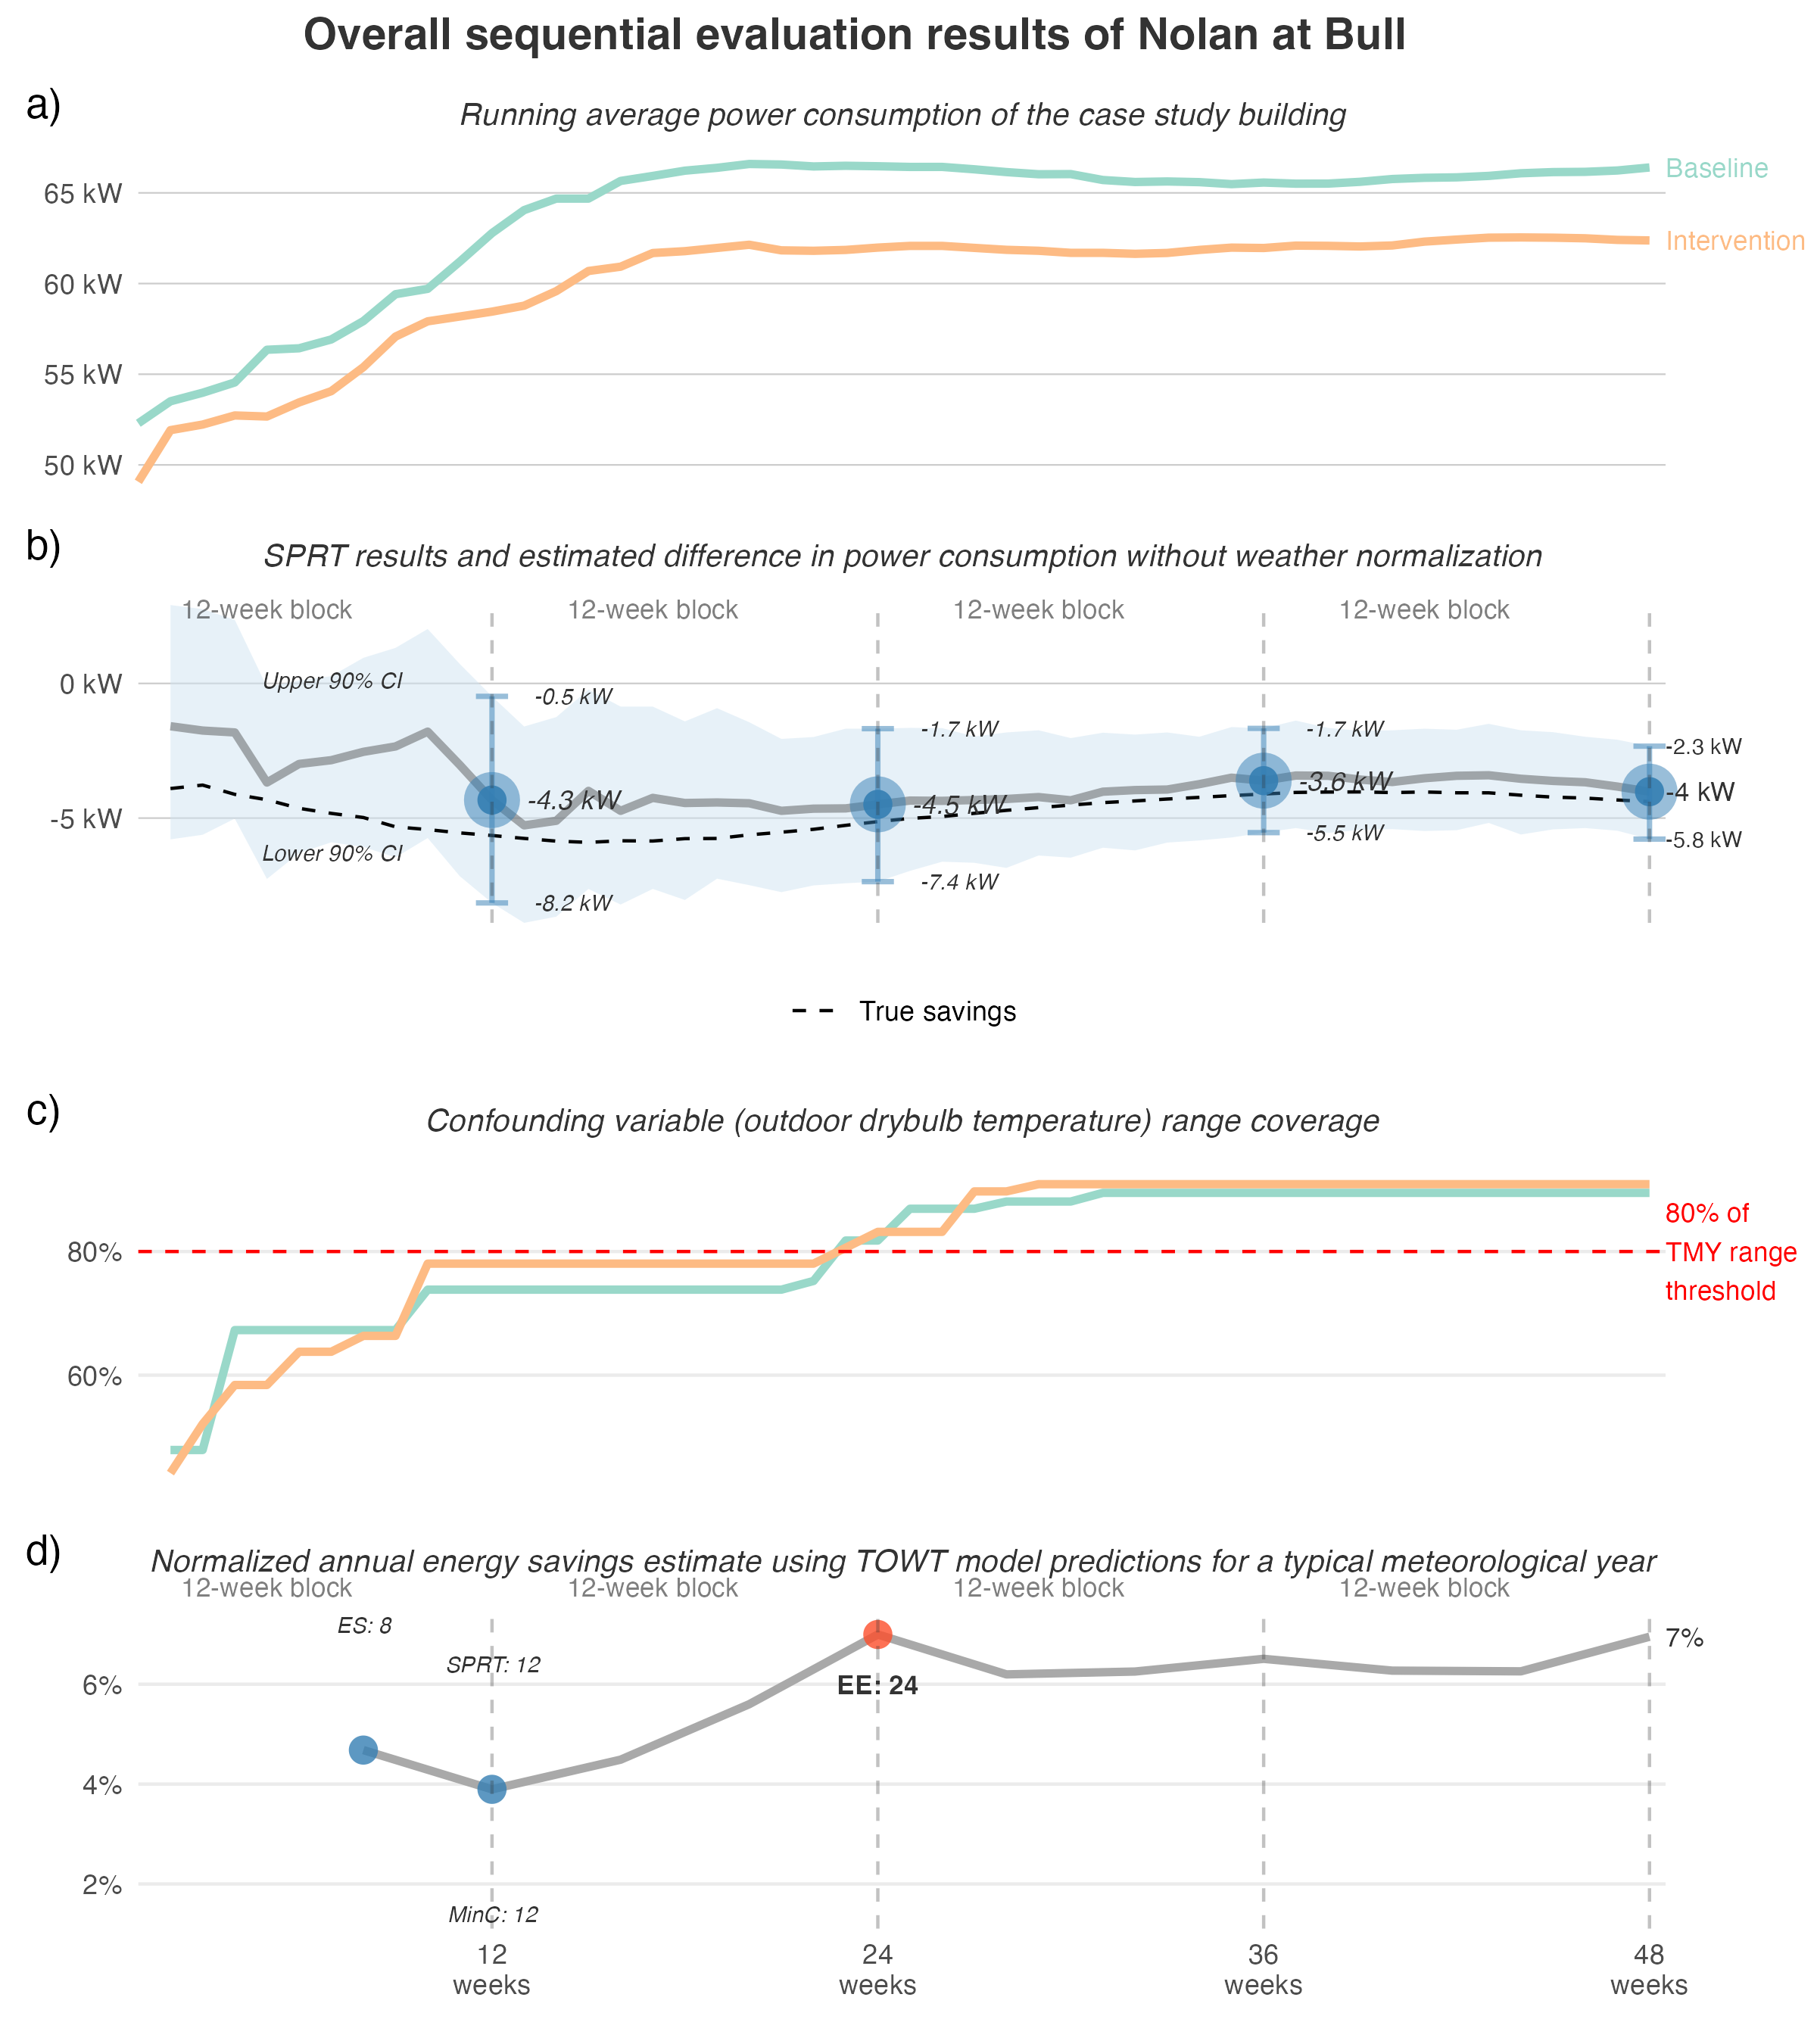 Overall sequential evaluation results of Nolan at Bull
a)
Running average power consumption of the case study building
65 kW
60 kW
55 kW
50 kW
Baseline
Intervention
b)
SPRT results and estimated difference in power consumption without weather normalization
12-week block
12-week block
12-week block
12-week block
0 kW
-5 kW
Upper 90% CI
Lower 90% CI
-0.5 kW
-4.3 kW
-8.2 kW
-1.7 kW
-4.5 kW
-7.4 kW
-1.7 kW
-3.6 kW
-5.5 kW
-2.3 kW
-4 kW
-5.8 kW
True savings
c)
Confounding variable (outdoor drybulb temperature) range coverage
80%
60%
80% of
TMY range
threshold
d)
Normalized annual energy savings estimate using TOWT model predictions for a typical meteorological year
12-week block
12-week block
12-week block
12-week block
6%
4%
2%
ES: 8
SPRT: 12
EE: 24
MinC: 12
7%
12
weeks
24
weeks
36
weeks
48
weeks